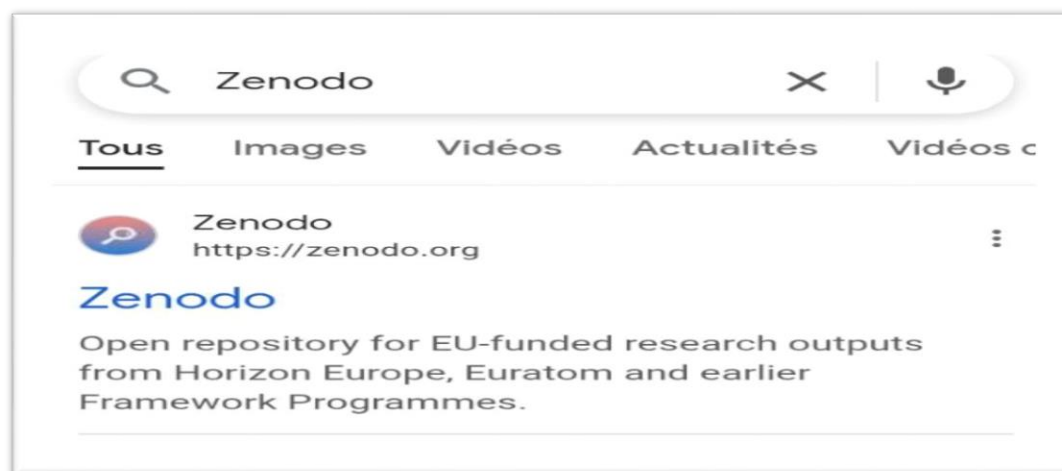 Zenodo
Tous Images Vidéos Actualités Vidéos c
Zenodo
https://zenodo.org
Zenodo
Open repository for EU-funded research outputs
from Horizon Europe, Euratom and earlier
Framework Programmes.